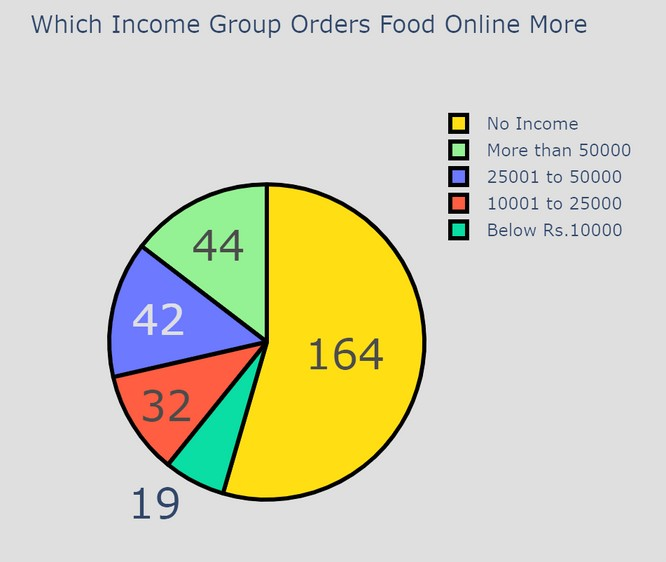 Which Income Group Orders Food Online More
No Income
More than 50000
25001 to 50000
10001 to 25000
Below Rs.10000
44
42
164
32
19